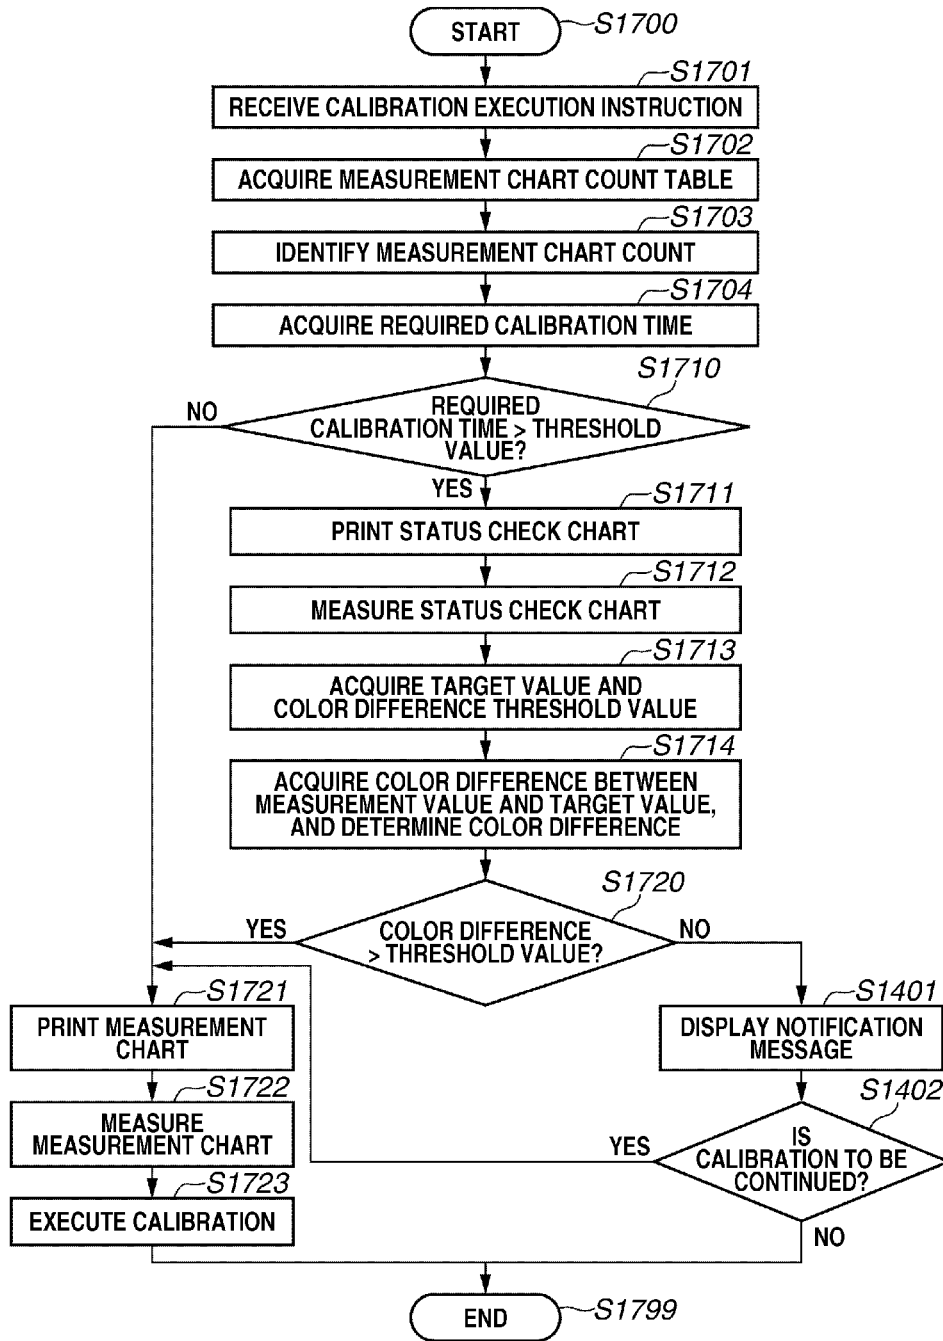 START
S1700
S1701
RECEIVE CALIBRATION EXECUTION INSTRUCTION
S1702
ACQUIRE MEASUREMENT CHART COUNT TABLE
S1703
IDENTIFY MEASUREMENT CHART COUNT
S1704
ACQUIRE REQUIRED CALIBRATION TIME
S1710
NO
REQUIRED
CALIBRATION TIME > THRESHOLD
VALUE?
YES
S1711
PRINT STATUS CHECK CHART
S1712
MEASURE STATUS CHECK CHART
S1713
ACQUIRE TARGET VALUE AND
COLOR DIFFERENCE THRESHOLD VALUE
S1714
ACQUIRE COLOR DIFFERENCE BETWEEN
MEASUREMENT VALUE AND TARGET VALUE,
AND DETERMINE COLOR DIFFERENCE
S1720
YES
COLOR DIFFERENCE
> THRESHOLD VALUE?
NO
S1721
PRINT MEASUREMENT
CHART
S1401
DISPLAY NOTIFICATION
MESSAGE
S1722
MEASURE
MEASUREMENT CHART
S1402
YES
IS
CALIBRATION TO BE
CONTINUED?
NO
S1723
EXECUTE CALIBRATION
END
S1799